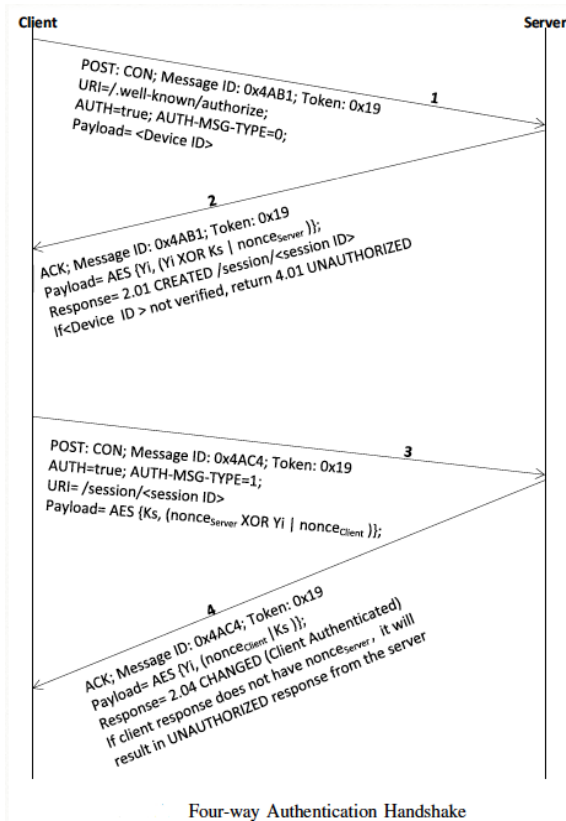 Client
Server
1
POST: CON; Message ID: 0x4AB1; Token: 0x19
URI=/.well-known/authorize;
AUTH=true; AUTH-MSG-TYPE=0;
Payload= <Device ID>
2
ACK; Message ID: 0x4AB1; Token: 0x19
Payload= AES {Yi, (Yi XOR Ks | nonceServer )};
Response= 2.01 CREATED /session/<session ID>
If<Device ID > not verified, return 4.01 UNAUTHORIZED
3
POST: CON; Message ID: 0x4AC4; Token: 0x19
AUTH=true; AUTH-MSG-TYPE=1;
URI= /session/<session ID>
Payload= AES {Ks, (nonceServer XOR Yi | nonceClient )};
4
ACK; Message ID: 0x4AC4; Token: 0x19
Payload= AES {Yi, (nonceClient |Ks )};
Response= 2.04 CHANGED (Client Authenticated)
If client response does not have nonceServer, it will
result in UNAUTHORIZED response from the server
Four-way Authentication Handshake